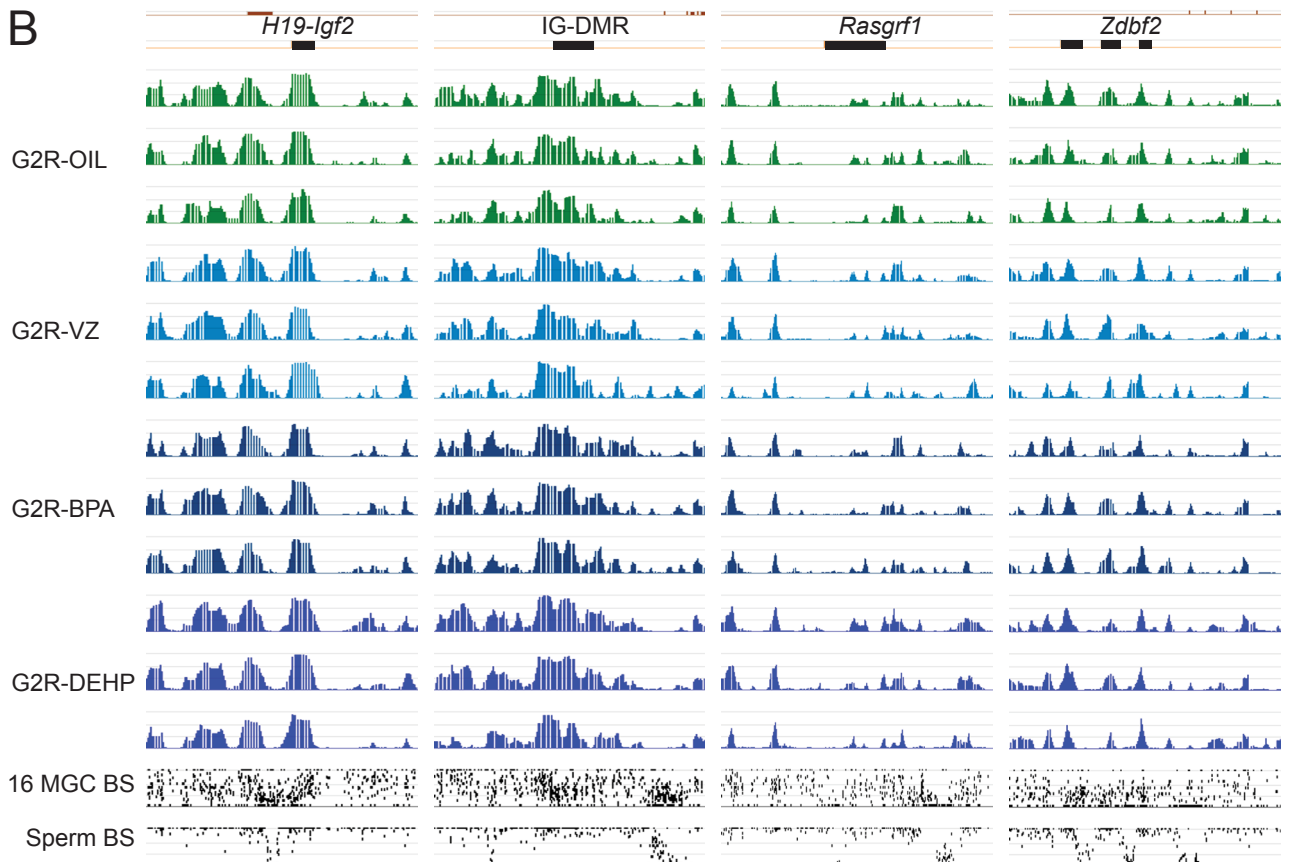 B
H19-Igf2 IG-DMR Rasgrf1 Zdbf2
G2R-OIL
G2R-VZ
G2R-BPA
G2R-DEHP
16 MGC BS
Sperm BS